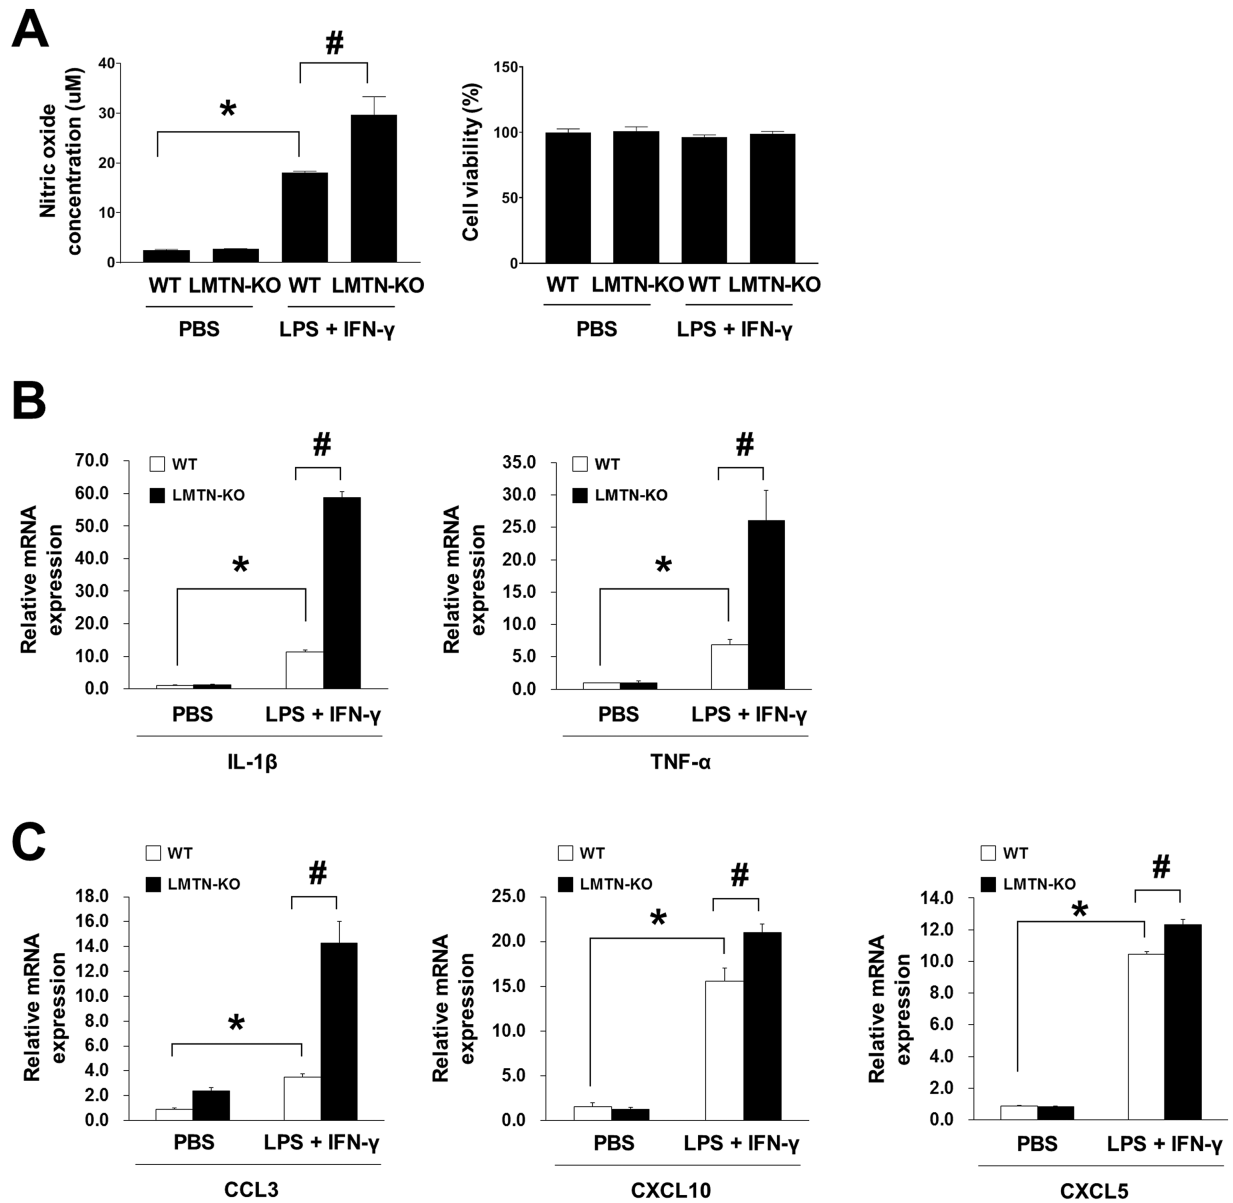 A
#
*
Nitric oxide
concentration (uM)
40
30
20
10
0
WT LMTN-KO WT LMTN-KO
PBS LPS + IFN-γ
Cell viability (%)
150
100
50
0
WT LMTN-KO WT LMTN-KO
PBS LPS + IFN-γ
B
#
*
WT
LMTN-KO
Relative mRNA
expression
70.0
60.0
50.0
40.0
30.0
20.0
10.0
0.0
PBS LPS + IFN-γ
IL-1β
#
*
WT
LMTN-KO
Relative mRNA
expression
35.0
30.0
25.0
20.0
15.0
10.0
5.0
0.0
PBS LPS + IFN-γ
TNF-α
C
WT
LMTN-KO
#
*
Relative mRNA
expression
18.0
16.0
14.0
12.0
10.0
8.0
6.0
4.0
2.0
0.0
PBS LPS + IFN-γ
CCL3
WT
LMTN-KO
#
*
Relative mRNA
expression
25.0
20.0
15.0
10.0
5.0
0.0
PBS LPS + IFN-γ
CXCL10
WT
LMTN-KO
#
*
Relative mRNA
expression
14.0
12.0
10.0
8.0
6.0
4.0
2.0
0.0
PBS LPS + IFN-γ
CXCL5